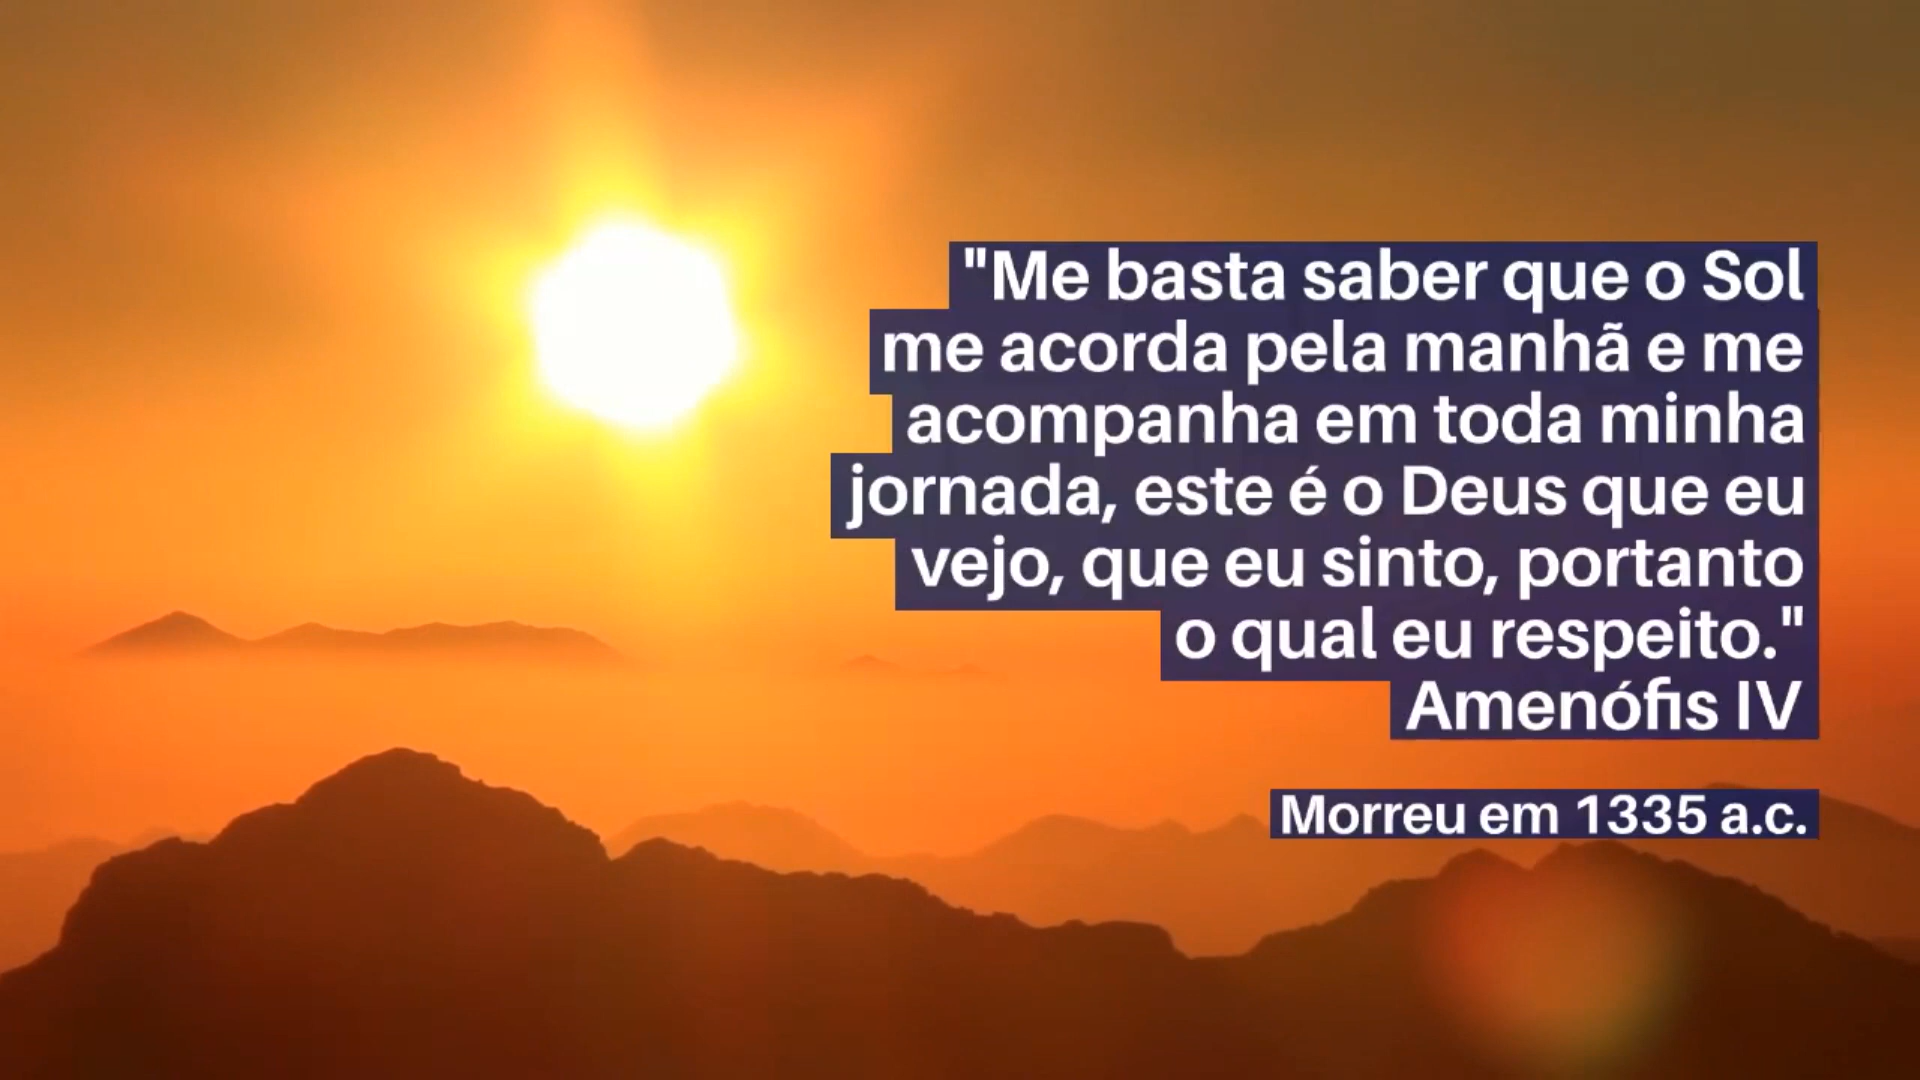 "Me basta saber que o Sol
me acorda pela manhã e me
acompanha em toda minha
jornada, este é o Deus que eu
vejo, que eu sinto, portanto
o qual eu respeito."
Amenófis IV
Morreu em 1335 a.c.